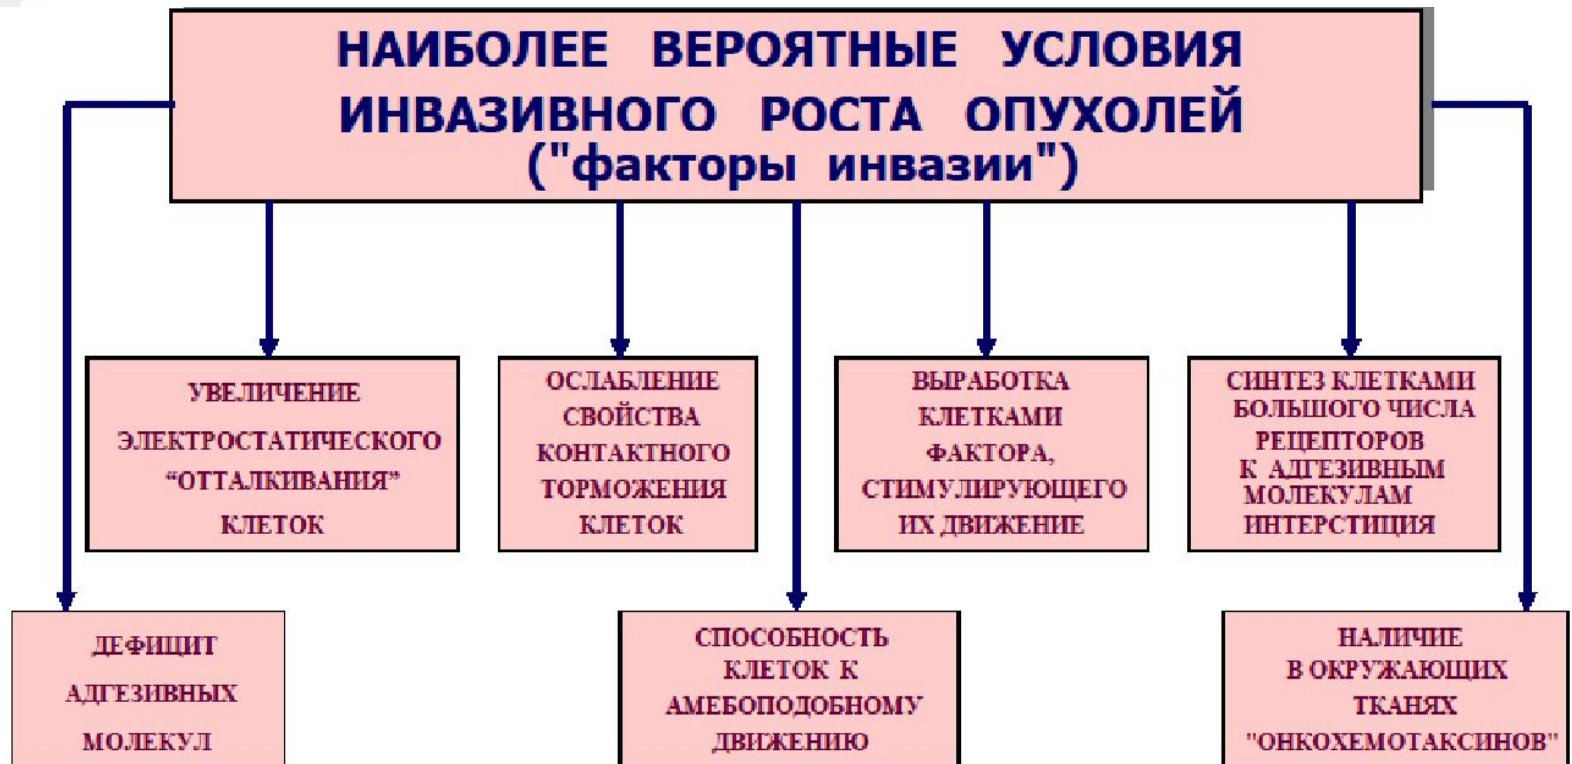 НАИБОЛЕЕ ВЕРОЯТНЫЕ УСЛОВИЯ
ИНВАЗИВНОГО РОСТА ОПУХОЛЕЙ
("факторы инвазии")
УВЕЛИЧЕНИЕ
ЭЛЕКТРОСТАТИЧЕСКОГО
“ОТТАЛКИВАНИЯ”
КЛЕТОК
ОСЛАБЛЕНИЕ
СВОЙСТВА
КОНТАКТНОГО
ТОРМОЖЕНИЯ
КЛЕТОК
ВЫРАБОТКА
КЛЕТКАМИ
ФАКТОРА,
СТИМУЛИРУЮЩЕГО
ИХ ДВИЖЕНИЕ
СИНТЕЗ КЛЕТКАМИ
БОЛЬШОГО ЧИСЛА
РЕЦЕПТОРОВ
К АДГЕЗИВНЫМ
МОЛЕКУЛАМ
ИНТЕРСТИЦИЯ
ДЕФИЦИТ
АДГЕЗИВНЫХ
МОЛЕКУЛ
СПОСОБНОСТЬ
КЛЕТОК К
АМЕБОПОДОБНОМУ
ДВИЖЕНИЮ
НАЛИЧИЕ
В ОКРУЖАЮЩИХ
ТКАНЯХ
"ОНКОХЕМОТАКСИНОВ"